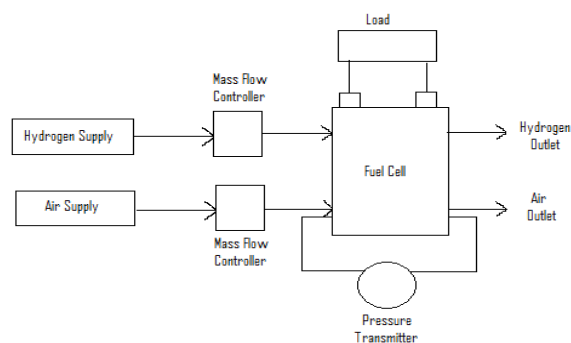 Load
Mass Flow
Controller
Hydrogen Supply
Hydrogen
Outlet
Fuel Cell
Air Supply
Air
Outlet
Mass Flow
Controller
Pressure
Transmitter